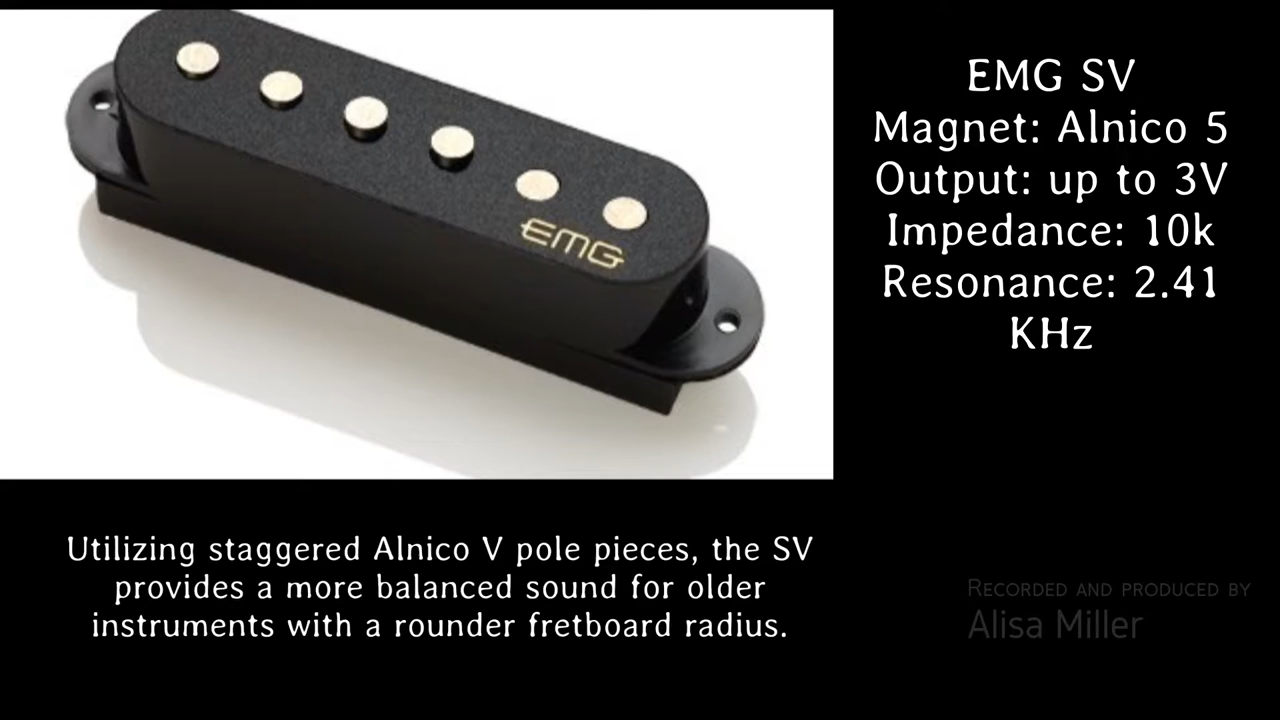 EMG
EMG SV
Magnet: Alnico 5
Output: up to 3V
Impedance: 10k
Resonance: 2.41
KHz
Utilizing staggered Alnico V pole pieces, the SV
provides a more balanced sound for older
instruments with a rounder fretboard radius.
Recorded and produced by
Alisa Miller